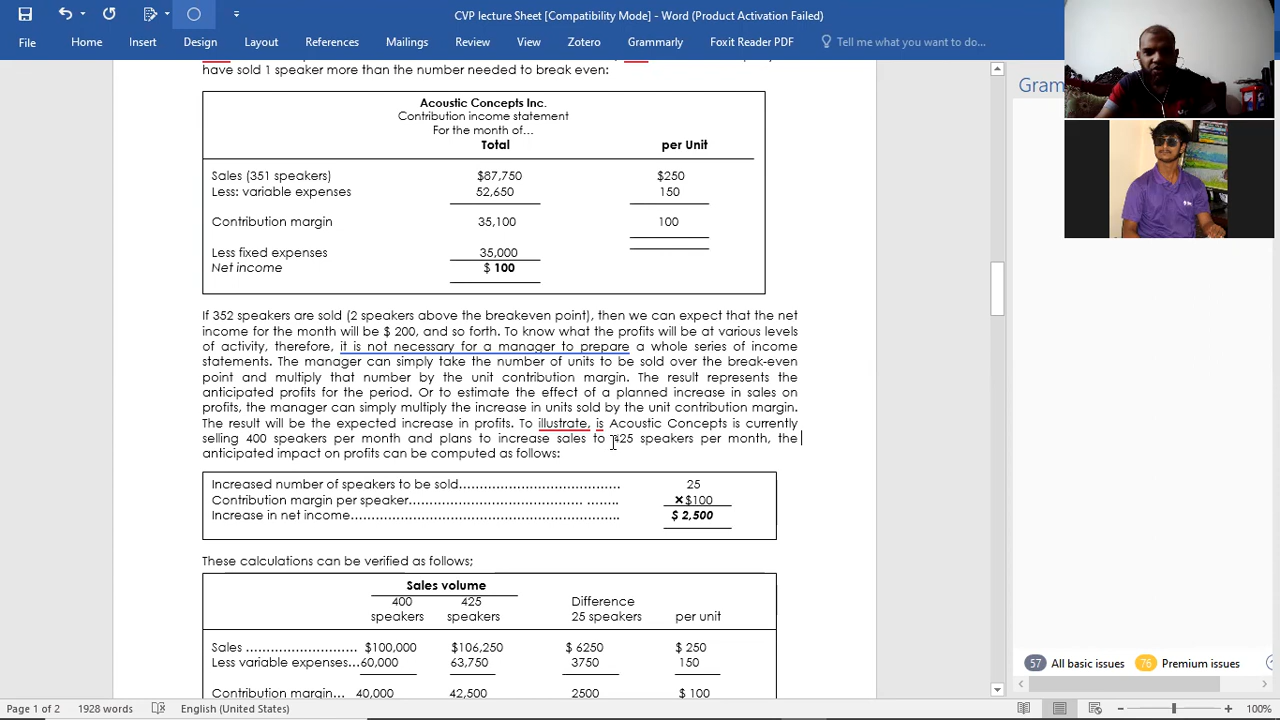 CVP lecture Sheet [Compatibility Mode] - Word (Product Activation Failed)
File Home Insert Design Layout References Mailings Review View Zotero Grammarly Foxit Reader PDF Tell me what you want to do...
have sold 1 speaker more than the number needed to break even:
Gram
Acoustic Concepts Inc.
Contribution income statement
For the month of...
Total per Unit
Sales (351 speakers) $87,750 $250
Less: variable expenses 52,650 150
Contribution margin 35,100 100
Less fixed expenses 35,000
Net income $ 100
If 352 speakers are sold (2 speakers above the breakeven point), then we can expect that the net
income for the month will be $ 200, and so forth. To know what the profits will be at various levels
of activity, therefore, it is not necessary for a manager to prepare a whole series of income
statements. The manager can simply take the number of units to be sold over the break-even
point and multiply that number by the unit contribution margin. The result represents the
anticipated profits for the period. Or to estimate the effect of a planned increase in sales on
profits, the manager can simply multiply the increase in units sold by the unit contribution margin.
The result will be the expected increase in profits. To illustrate, is Acoustic Concepts is currently
selling 400 speakers per month and plans to increase sales to 425 speakers per month, the
anticipated impact on profits can be computed as follows:
Increased number of speakers to be sold.................................... 25
Contribution margin per speaker...................................... ........ ×$100
Increase in net income............................................................ $ 2,500
These calculations can be verified as follows;
Sales volume
400 425 Difference
speakers speakers 25 speakers per unit
Sales ......................... $100,000 $106,250 $ 6250 $ 250
Less variable expenses...60,000 63,750 3750 150
Contribution margin... 40,000 42,500 2500 $ 100
57 All basic issues 76 Premium issues
Page 1 of 2 1928 words English (United States) 100%